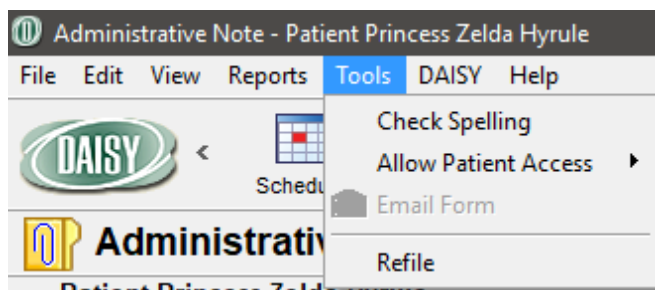 Administrative Note - Patient Princess Zelda Hyrule
File Edit View Reports Tools DAISY Help
DAISY <
Check Spelling
Allow Patient Access
Email Form
Refile